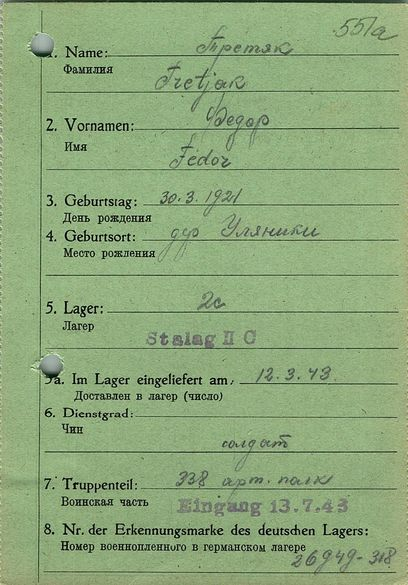 551a
1. Name: Третяк
Фамилия
Tretjak
2. Vornamen: Федор
Имя
Fedor
3. Geburtstag: 30.3.1921
День рождения
4. Geburtsort: дер Уляники
Место рождения
5. Lager: 2c
Лагер
Stalag II C
5a. Im Lager eingeliefert am: 12.3.43.
Доставлен в лагер (число)
6. Dienstgrad:
Чин
солдат
7. Truppenteil: 338 арт. полк
Воинская часть
Eingang 13.7.43
8. Nr. der Erkennungsmarke des deutschen Lagers:
Номер военнопленного в германском лагере
26949-318